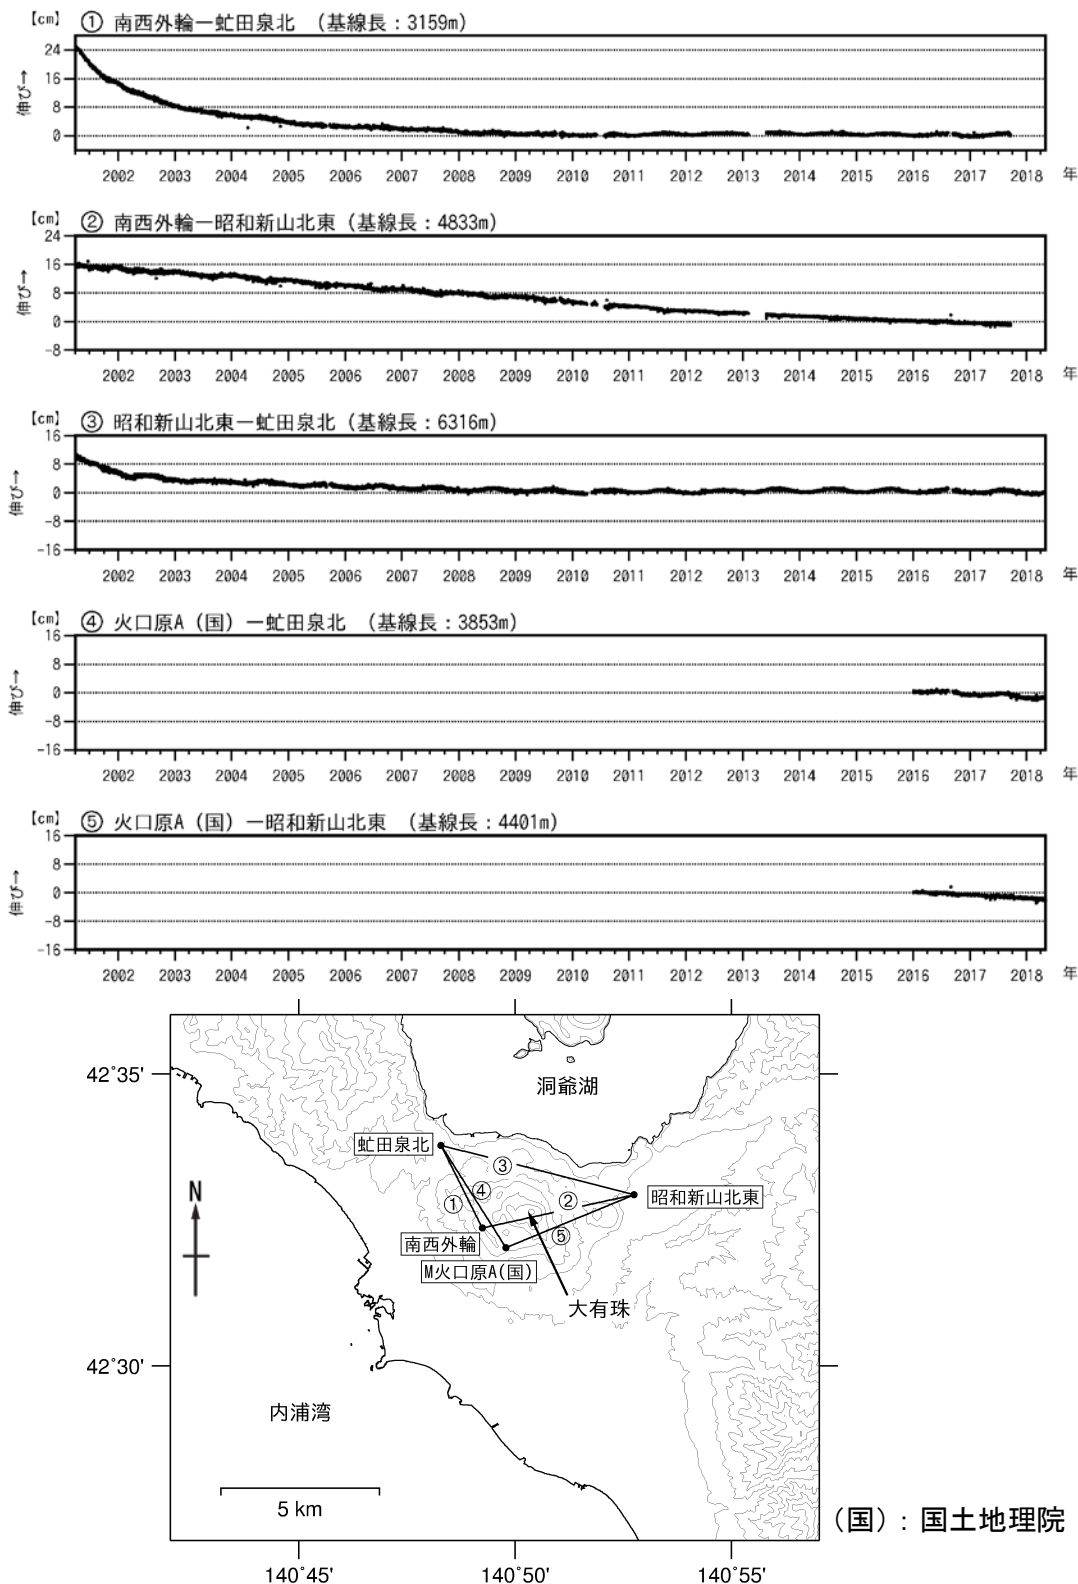 [cm] ① 南西外輪ー虻田泉北 (基線長:3159m)
24
16
8
0
伸び→
2002 2003 2004 2005 2006 2007 2008 2009 2010 2011 2012 2013 2014 2015 2016 2017 2018 年
[cm] ② 南西外輪ー昭和新山北東 (基線長:4833m)
24
16
8
0
-8
伸び→
2002 2003 2004 2005 2006 2007 2008 2009 2010 2011 2012 2013 2014 2015 2016 2017 2018 年
[cm] ③ 昭和新山北東ー虻田泉北 (基線長:6316m)
16
8
0
-8
-16
伸び→
2002 2003 2004 2005 2006 2007 2008 2009 2010 2011 2012 2013 2014 2015 2016 2017 2018 年
[cm] ④ 火口原A(国)ー虻田泉北 (基線長:3853m)
16
8
0
-8
-16
伸び→
2002 2003 2004 2005 2006 2007 2008 2009 2010 2011 2012 2013 2014 2015 2016 2017 2018 年
[cm] ⑤ 火口原A(国)ー昭和新山北東 (基線長:4401m)
16
8
0
-8
-16
伸び→
2002 2003 2004 2005 2006 2007 2008 2009 2010 2011 2012 2013 2014 2015 2016 2017 2018 年
42˚35'
洞爺湖
虻田泉北
③
④
①
②
昭和新山北東
N
南西外輪
⑤
M火口原A(国)
大有珠
42˚30'
内浦湾
5 km
(国):国土地理院
140˚45' 140˚50' 140˚55'